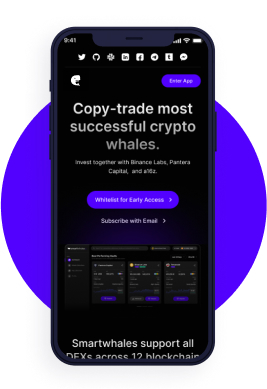 9:41
Enter App
Copy-trade most
successful crypto
whales.
Invest together with Binance Labs, Pantera
Capital, and a16z.
Whitelist for Early Access
Subscribe with Email
Smartwhales support all
DEXs across 12 blockchain